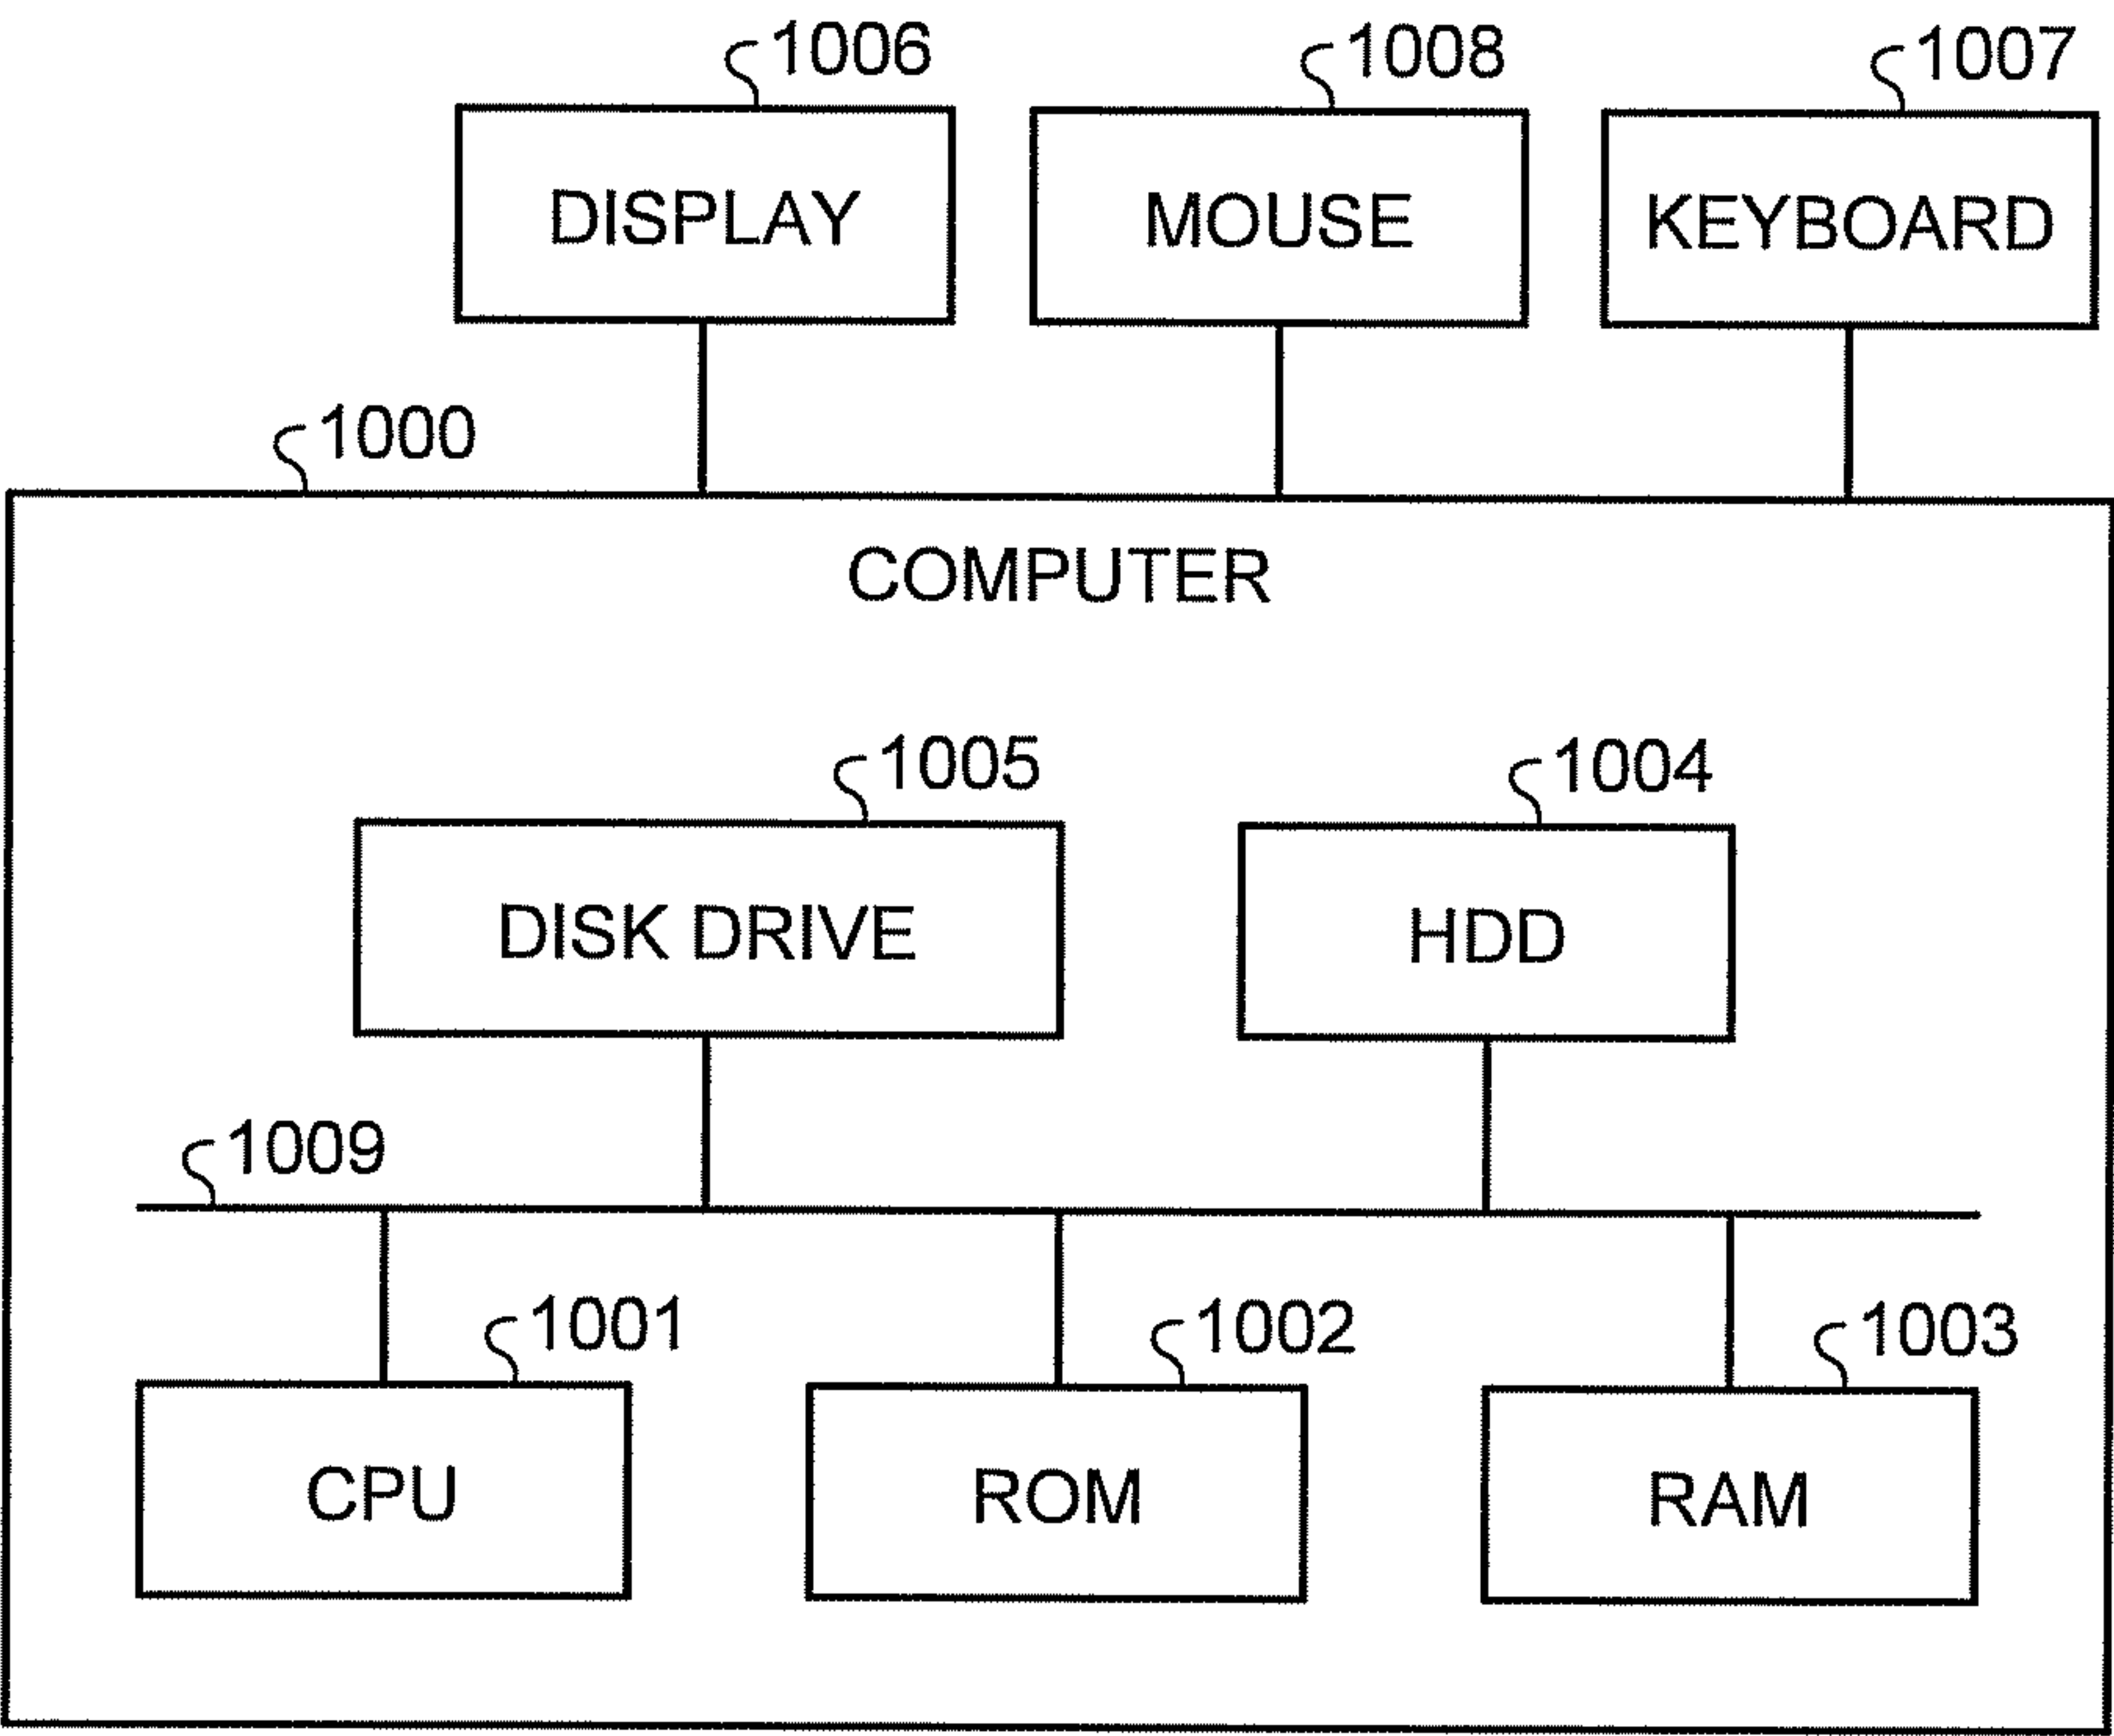 1006 1008 1007
DISPLAY MOUSE KEYBOARD
1000
COMPUTER
1005 1004
DISK DRIVE HDD
1009
1001 1002 1003
CPU ROM RAM